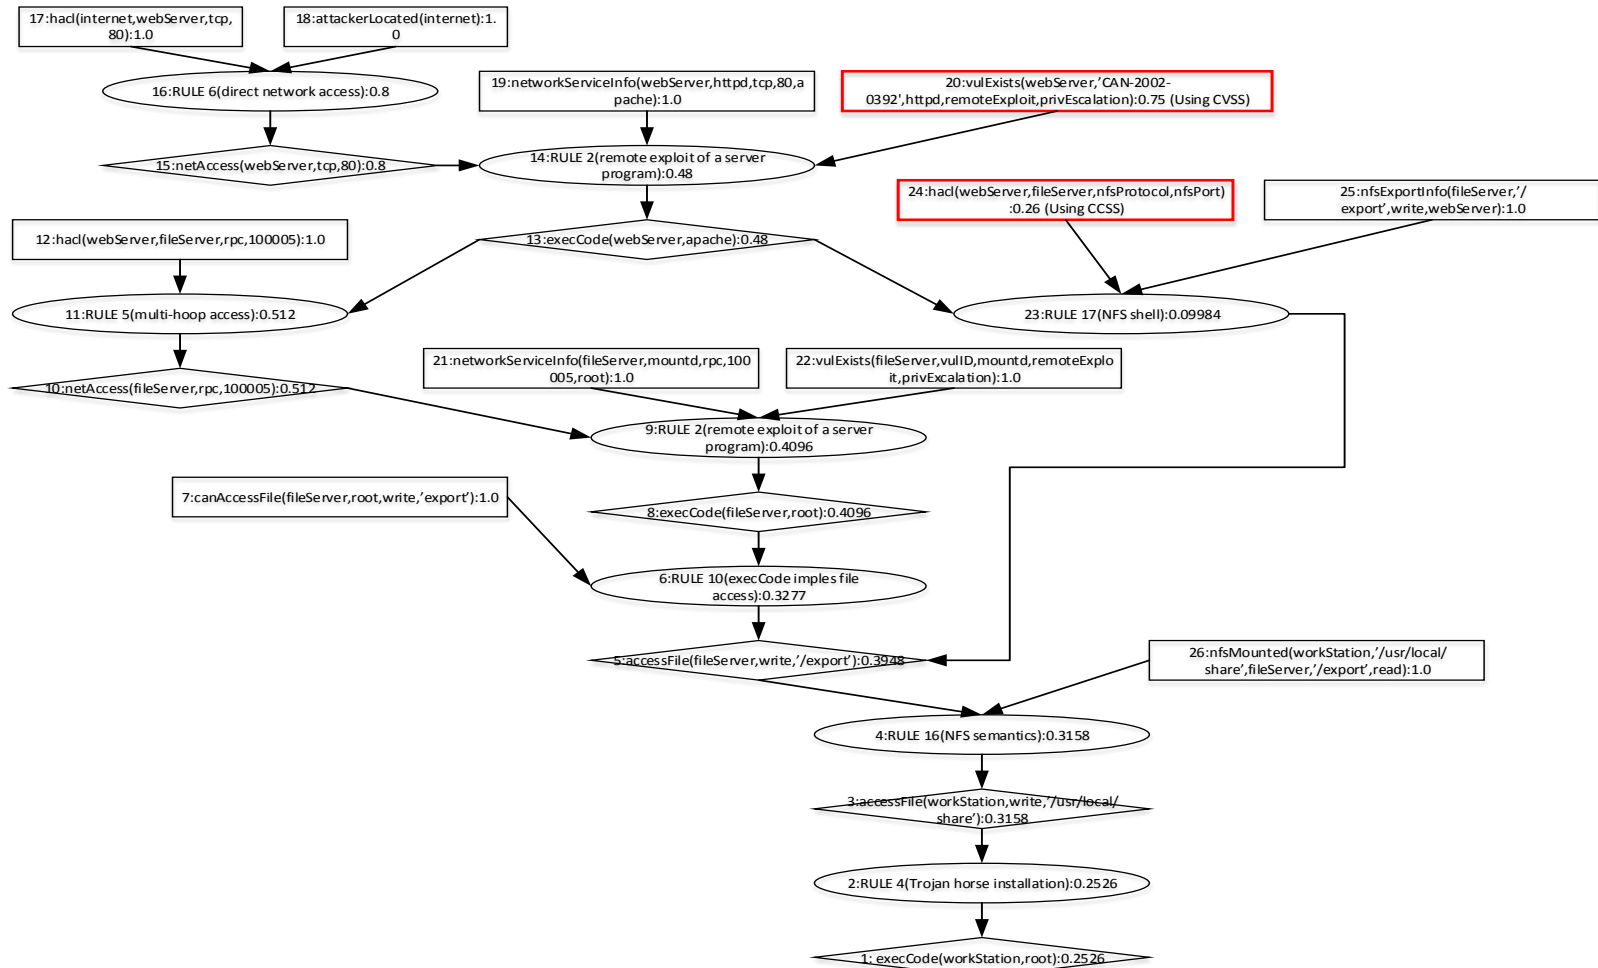 17:hacl(internet,webServer,tcp,
80):1.0
18:attackerLocated(internet):1.
0
16:RULE 6(direct network access):0.8
19:networkServiceInfo(webServer,httpd,tcp,80,a
pache):1.0
20:vulExists(webServer,’CAN-2002-
0392',httpd,remoteExploit,privEscalation):0.75 (Using CVSS)
15:netAccess(webServer,tcp,80):0.8
14:RULE 2(remote exploit of a server
program):0.48
24:hacl(webServer,fileServer,nfsProtocol,nfsPort)
:0.26 (Using CCSS)
25:nfsExportInfo(fileServer,’/
export’,write,webServer):1.0
12:hacl(webServer,fileServer,rpc,100005):1.0
13:execCode(webServer,apache):0.48
11:RULE 5(multi-hoop access):0.512
23:RULE 17(NFS shell):0.09984
21:networkServiceInfo(fileServer,mountd,rpc,100
005,root):1.0
22:vulExists(fileServer,vulID,mountd,remoteExplo
it,privExcalation):1.0
10:netAccess(fileServer,rpc,100005):0.512
9:RULE 2(remote exploit of a server
program):0.4096
7:canAccessFile(fileServer,root,write,’export’):1.0
8:execCode(fileServer,root):0.4096
6:RULE 10(execCode imples file
access):0.3277
5:accessFile(fileServer,write,’/export’):0.3948
26:nfsMounted(workStation,’/usr/local/
share’,fileServer,’/export’,read):1.0
4:RULE 16(NFS semantics):0.3158
3:accessFile(workStation,write,’/usr/local/
share’):0.3158
2:RULE 4(Trojan horse installation):0.2526
1: execCode(workStation,root):0.2526